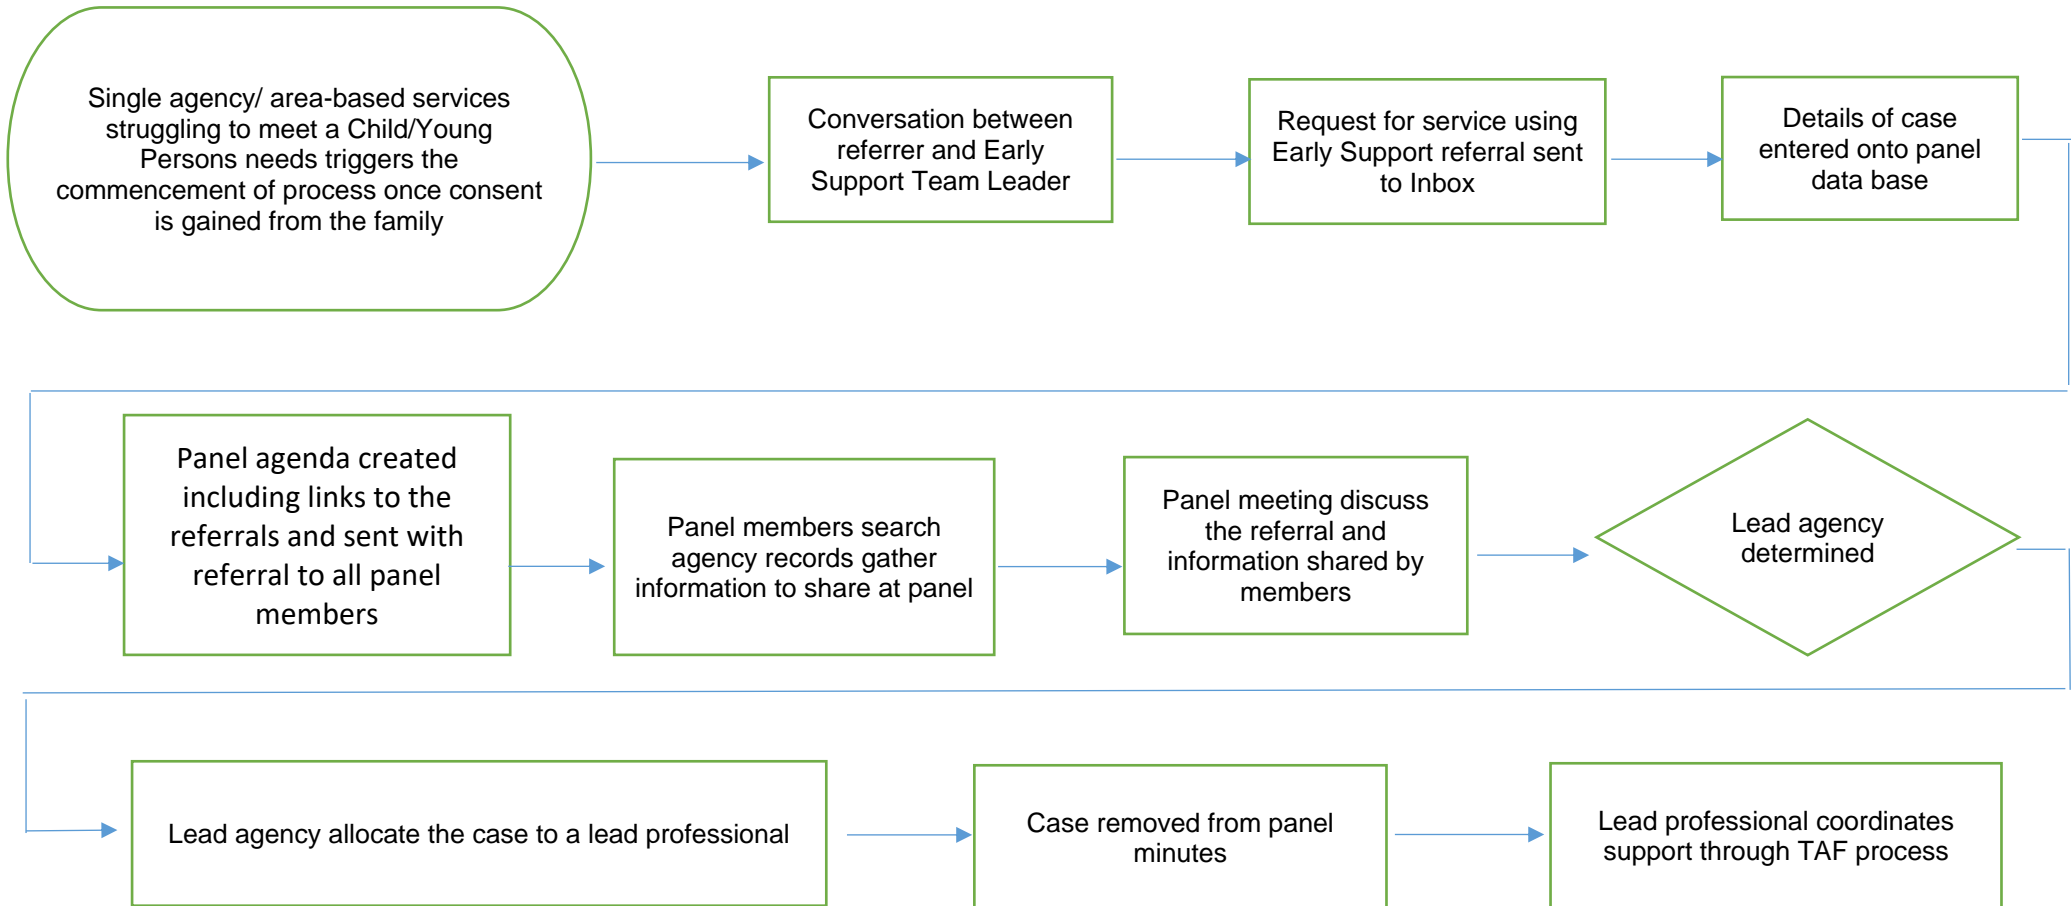 Single agency/ area-based services
struggling to meet a Child/Young
Persons needs triggers the
commencement of process once consent
is gained from the family
Conversation between
referrer and Early
Support Team Leader
Request for service using
Early Support referral sent
to Inbox
Details of case
entered onto panel
data base
Panel agenda created
including links to the
referrals and sent with
referral to all panel
members
Panel members search
agency records gather
information to share at panel
Panel meeting discuss
the referral and
information shared by
members
Lead agency
determined
Lead agency allocate the case to a lead professional
Case removed from panel
minutes
Lead professional coordinates
support through TAF process